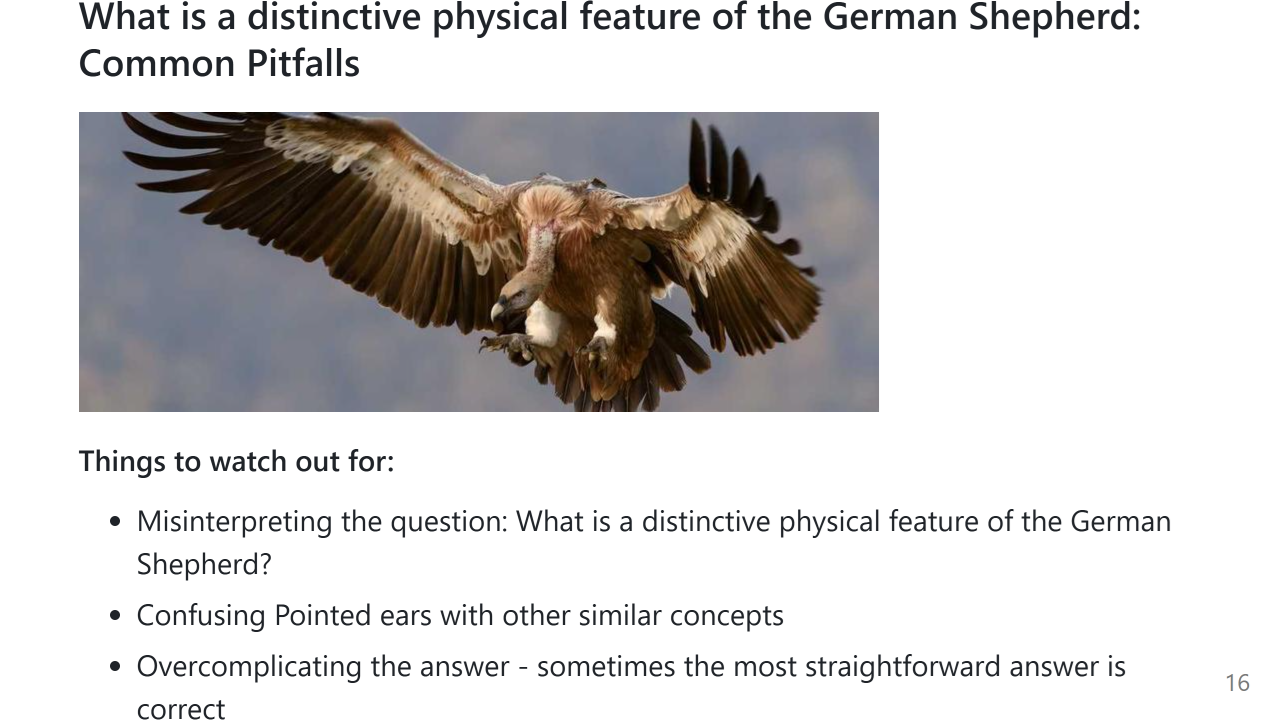 What is a distinctive physical feature of the German Shepherd:
Common Pitfalls
Things to watch out for:
• Misinterpreting the question: What is a distinctive physical feature of the German
Shepherd?
• Confusing Pointed ears with other similar concepts
• Overcomplicating the answer - sometimes the most straightforward answer is
correct
16